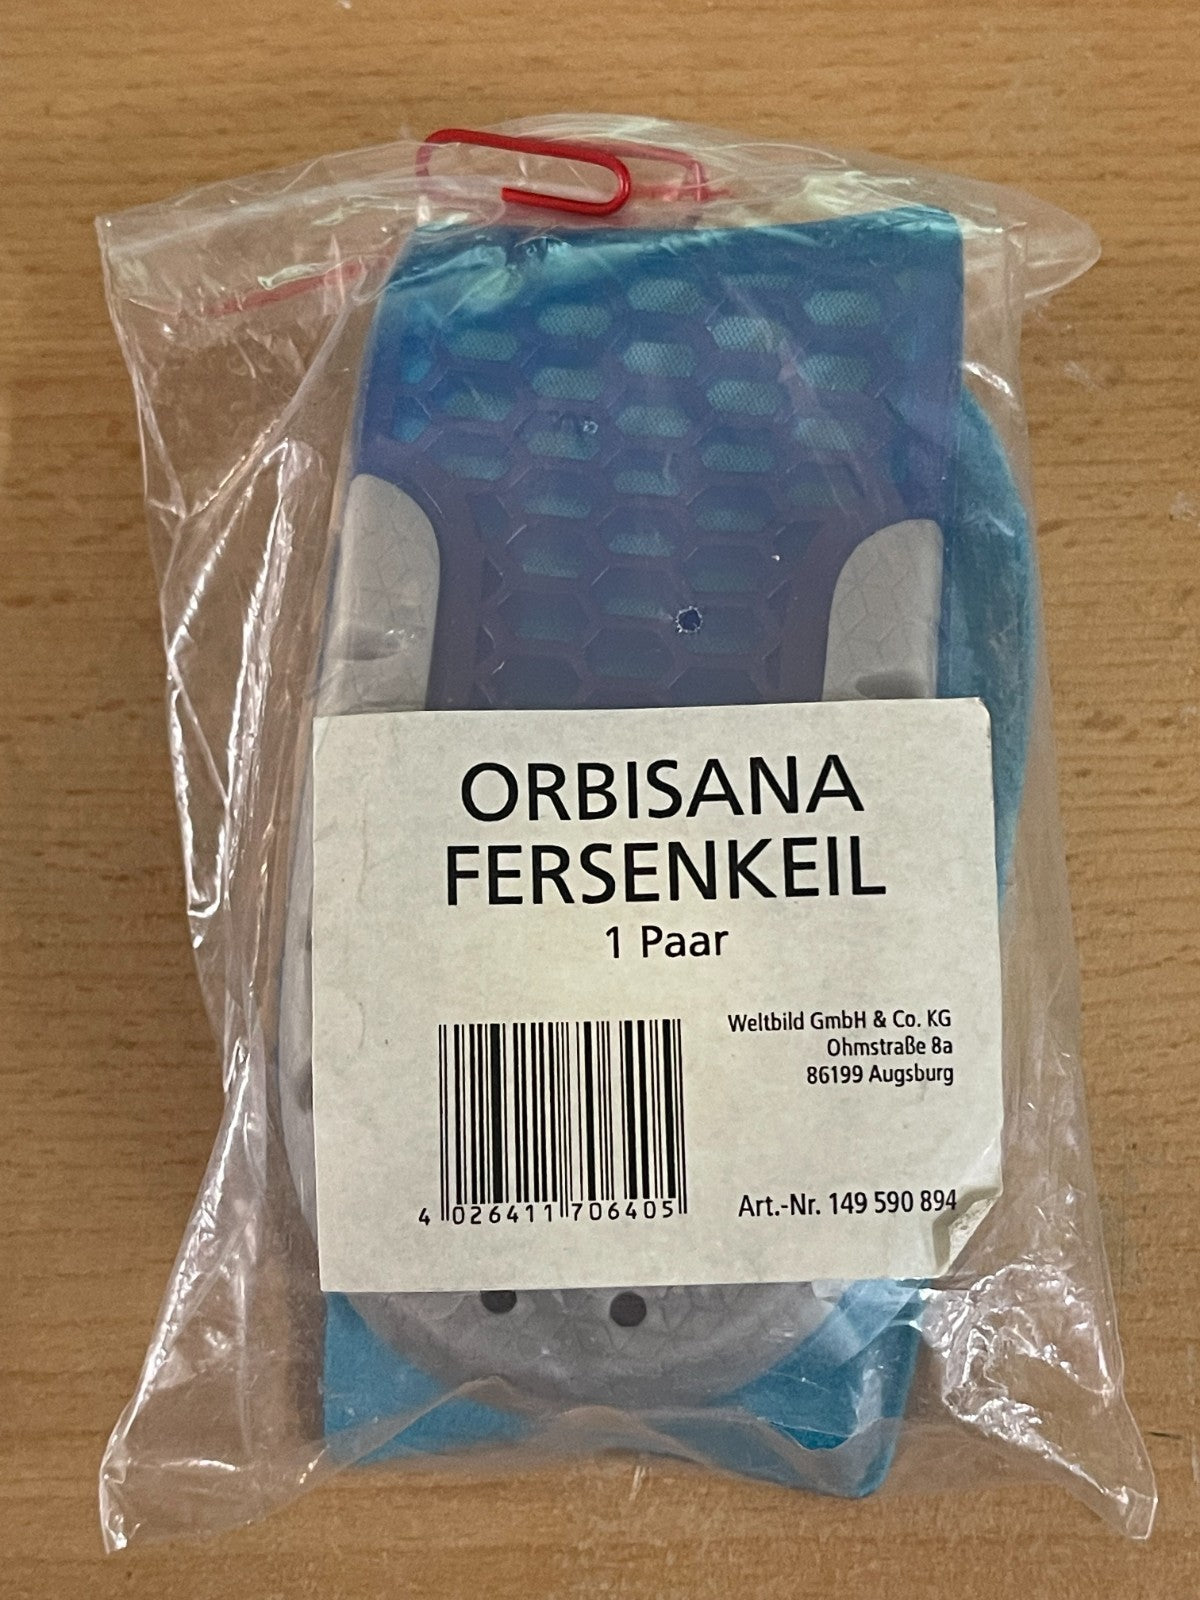 ORBISANA
FERSENKEIL
1 Paar
Weltbild GmbH & Co. KG
Ohmstraße 8a
86199 Augsburg
4 026411 706405
Art.-Nr. 149 590 894